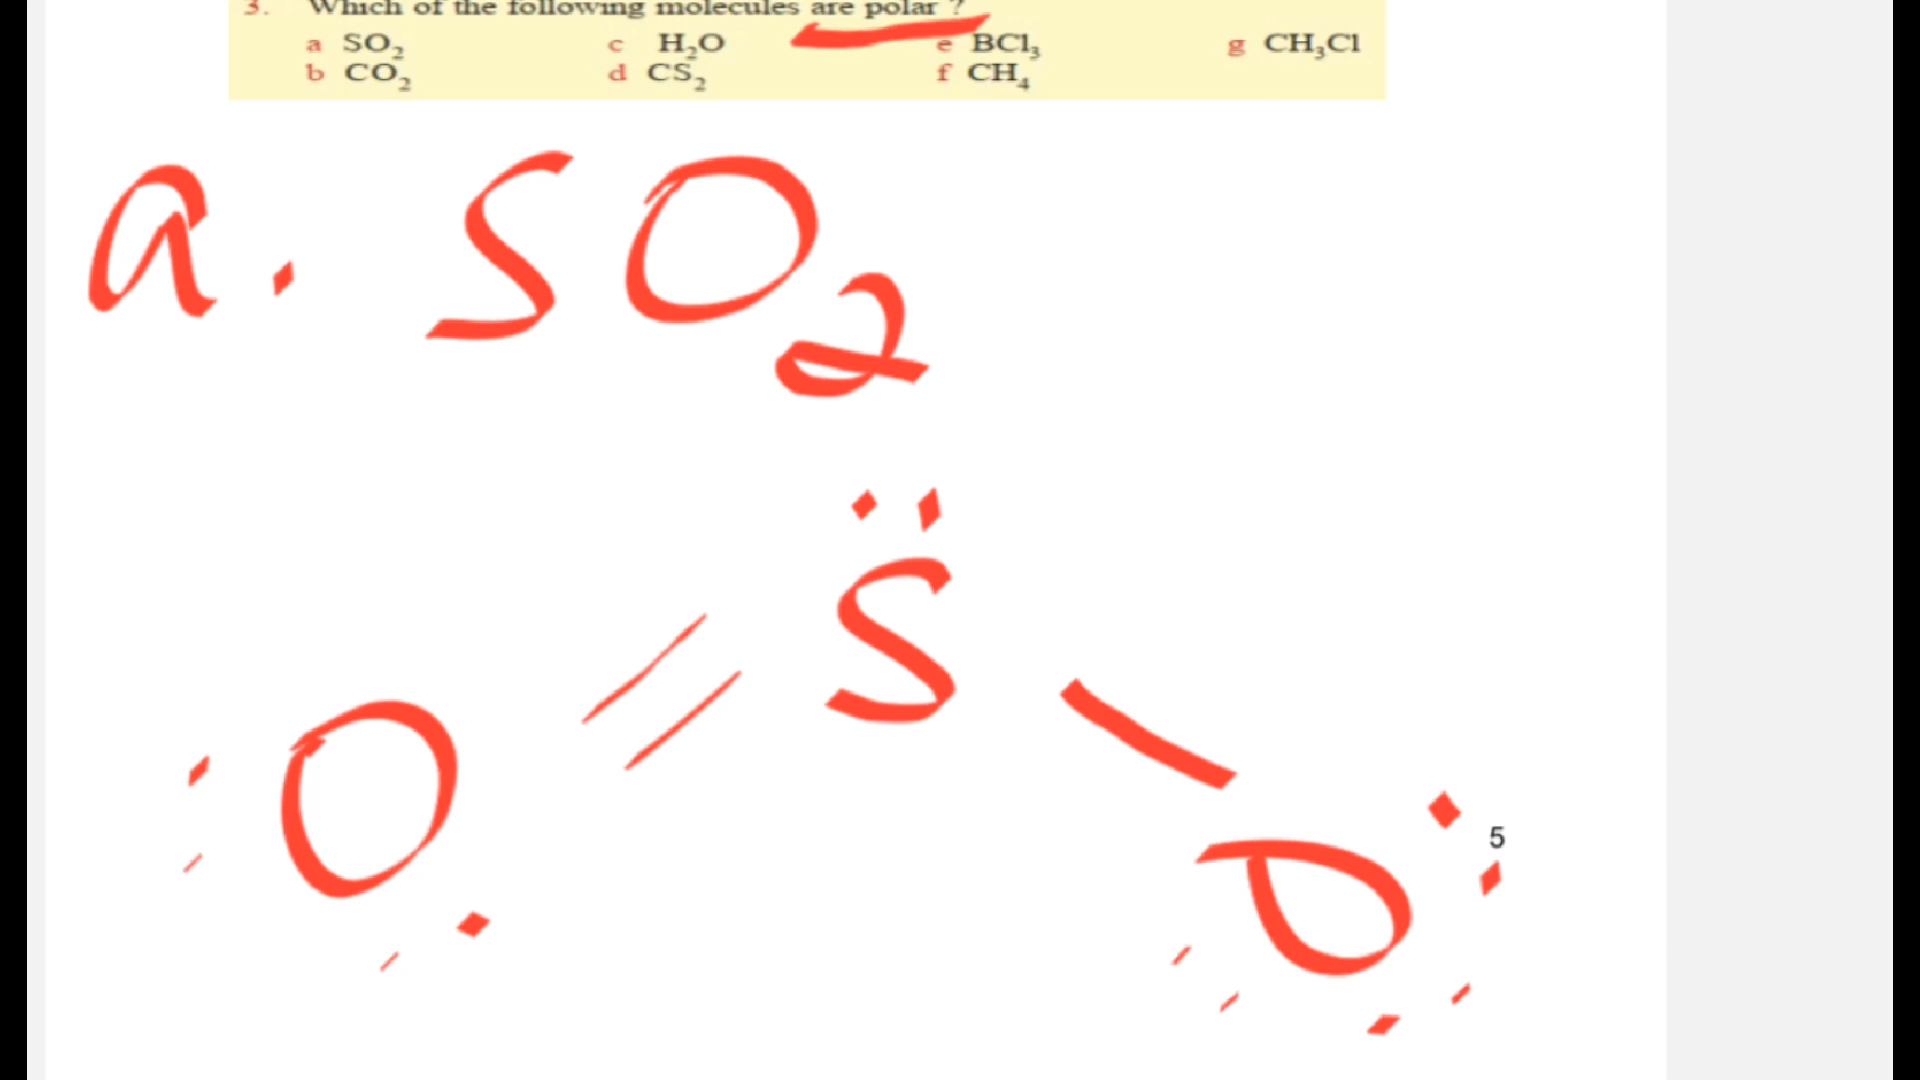 3. Which of the following molecules are polar ?
a SO₂ c H₂O e BCl₃ g CH₃Cl
b CO₂ d CS₂ f CH₄
a. SO₂
S
O O
5